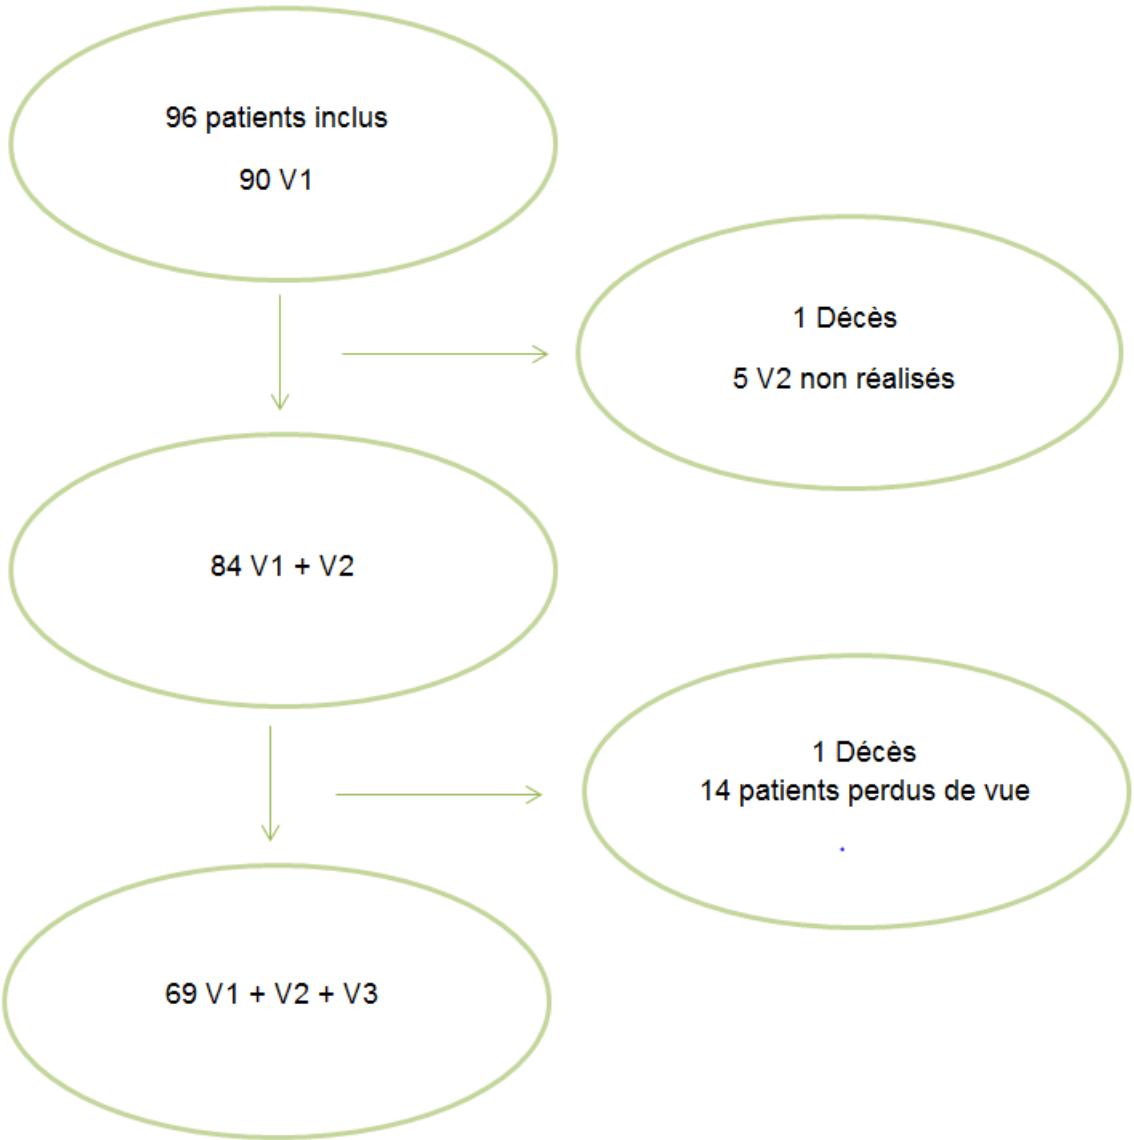 96 patients inclus
90 V1
1 Décès
5 V2 non réalisés
84 V1 + V2
1 Décès
14 patients perdus de vue
69 V1 + V2 + V3